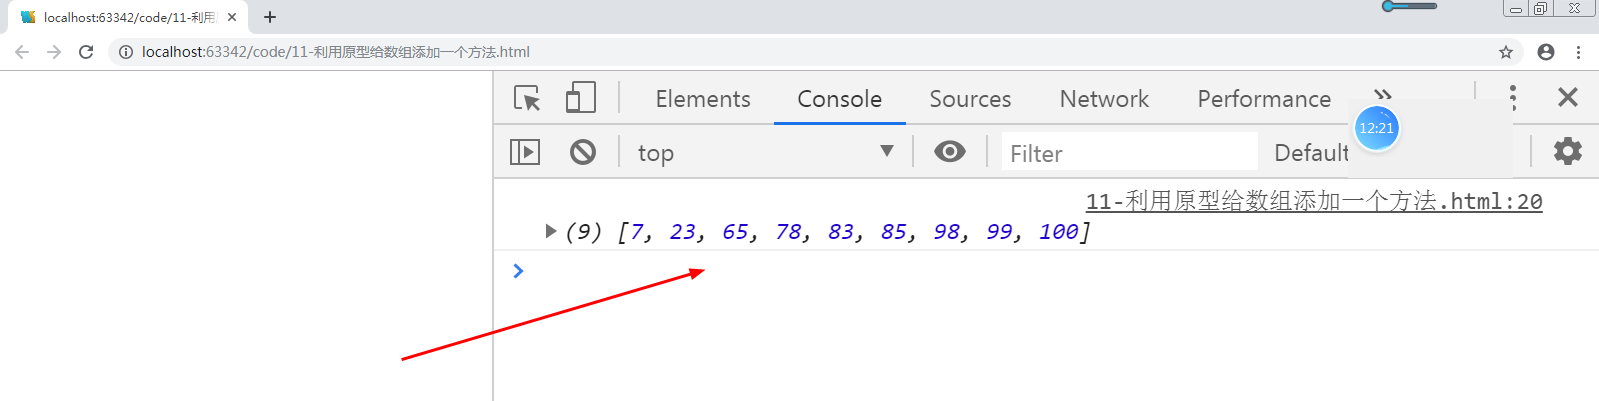 localhost:63342/code/11-利用
localhost:63342/code/11-利用原型给数组添加一个方法.html
Elements Console Sources Network Performance
12:21
top Filter Default
11-利用原型给数组添加一个方法.html:20
(9) [7, 23, 65, 78, 83, 85, 98, 99, 100]